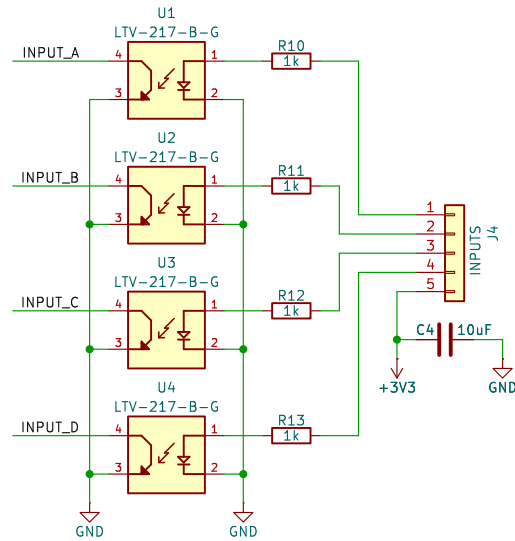 U1
LTV-217-B-G
INPUT_A
4
1
R10
1k
3
2
U2
LTV-217-B-G
INPUT_B
4
1
R11
1k
3
2
1
2
3
4
5
INPUTS
J4
U3
LTV-217-B-G
INPUT_C
4
1
R12
1k
3
2
C4
10uF
+3V3
GND
U4
LTV-217-B-G
INPUT_D
4
1
R13
1k
3
2
GND
GND